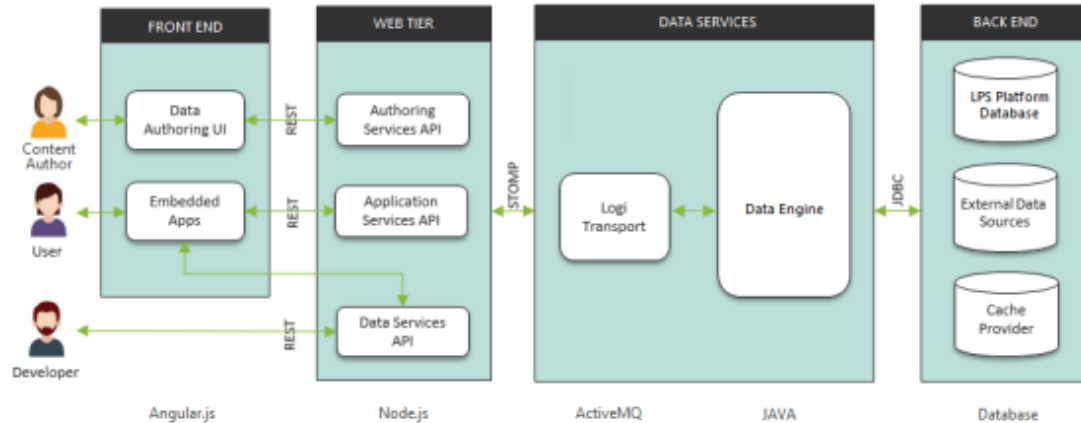 FRONT END
WEB TIER
DATA SERVICES
BACK END
Content
Author
Data
Authoring UI
REST
Authoring
Services API
User
Embedded
Apps
REST
Application
Services API
STOMP
Logi
Transport
Data Engine
JDBC
LPS Platform
Database
External Data
Sources
Cache
Provider
Developer
REST
Data Services
API
Angular.js
Node.js
ActiveMQ
JAVA
Database